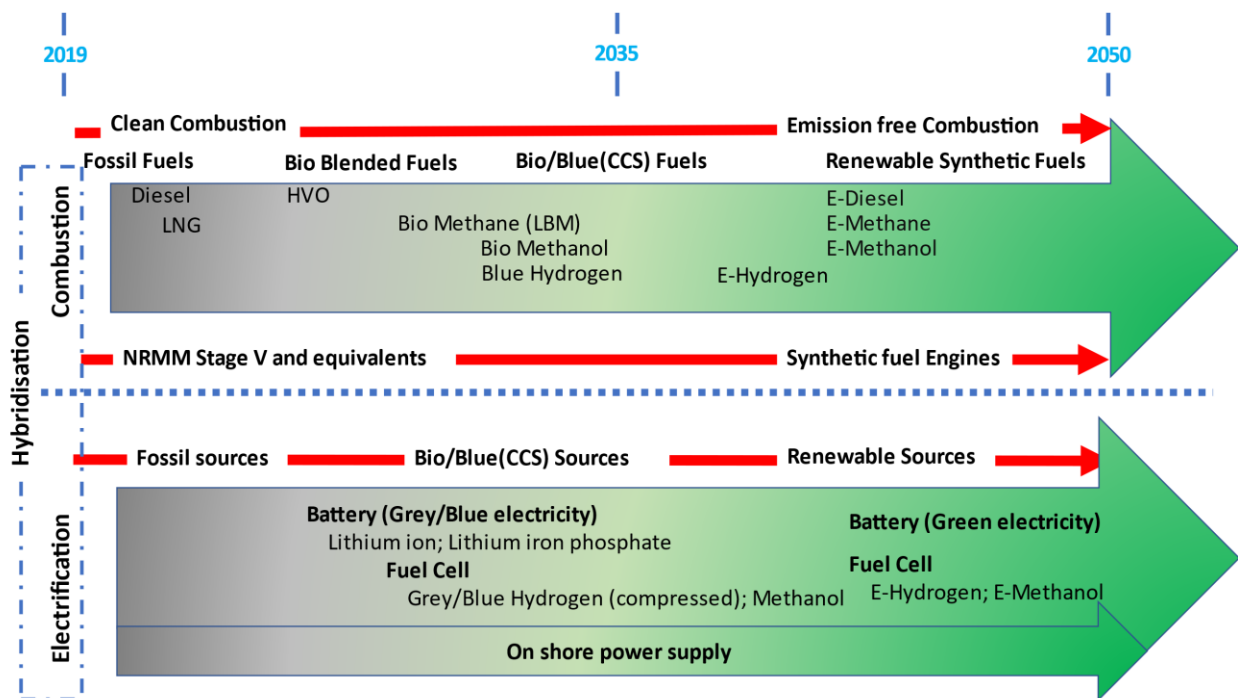 2019
2035
2050
Clean Combustion
Emission free Combustion
Fossil Fuels
Bio Blended Fuels
Bio/Blue(CCS) Fuels
Renewable Synthetic Fuels
Diesel
HVO
E-Diesel
LNG
Bio Methane (LBM)
E-Methane
Bio Methanol
E-Methanol
Blue Hydrogen
E-Hydrogen
Combustion
NRMM Stage V and equivalents
Synthetic fuel Engines
Hybridisation
Fossil sources
Bio/Blue(CCS) Sources
Renewable Sources
Battery (Grey/Blue electricity)
Lithium ion; Lithium iron phosphate
Fuel Cell
Grey/Blue Hydrogen (compressed); Methanol
Battery (Green electricity)
Fuel Cell
E-Hydrogen; E-Methanol
Electrification
On shore power supply